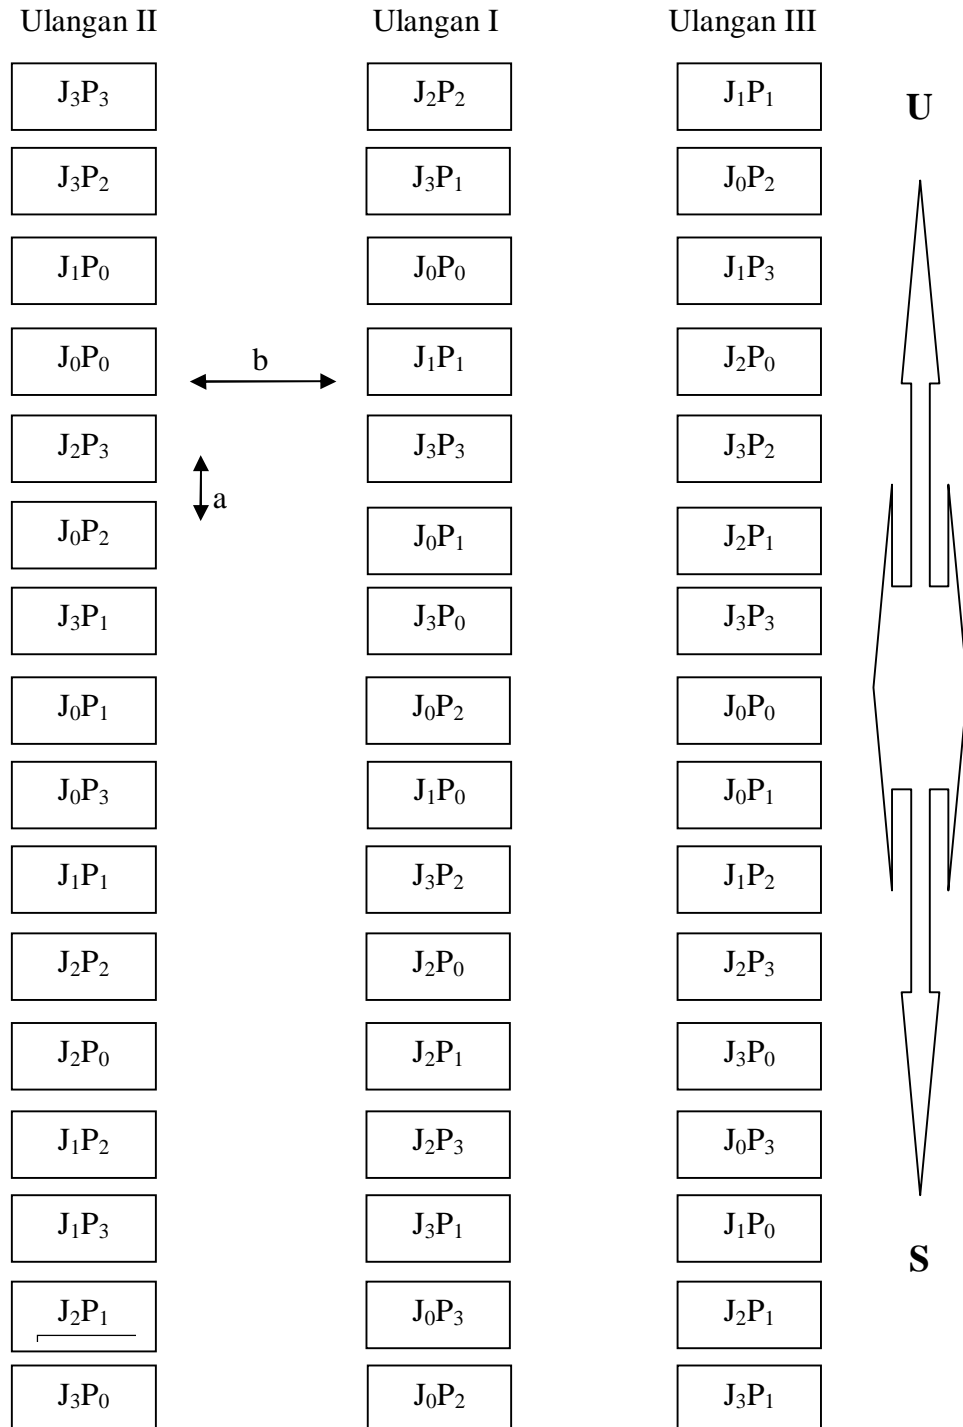 Ulangan II Ulangan I Ulangan III
J₃P₃ J₂P₂ J₁P₁ U
J₃P₂ J₃P₁ J₀P₂
J₁P₀ J₀P₀ J₁P₃
J₀P₀ b J₁P₁ J₂P₀
J₂P₃ J₃P₃ J₃P₂
a
J₀P₂ J₀P₁ J₂P₁
J₃P₁ J₃P₀ J₃P₃
J₀P₁ J₀P₂ J₀P₀
J₀P₃ J₁P₀ J₀P₁
J₁P₁ J₃P₂ J₁P₂
J₂P₂ J₂P₀ J₂P₃
J₂P₀ J₂P₁ J₃P₀
J₁P₂ J₂P₃ J₀P₃
J₁P₃ J₃P₁ J₁P₀
S
J₂P₁ J₀P₃ J₂P₁
J₃P₀ J₀P₂ J₃P₁